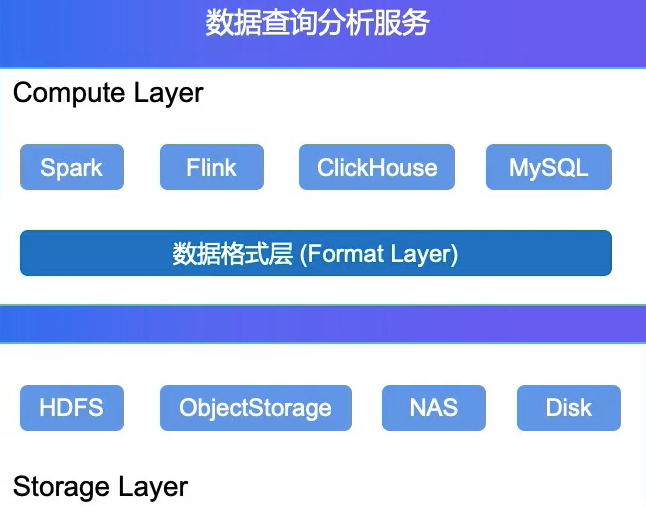 数据查询分析服务
Compute Layer
Spark Flink ClickHouse MySQL
数据格式层 (Format Layer)
HDFS ObjectStorage NAS Disk
Storage Layer